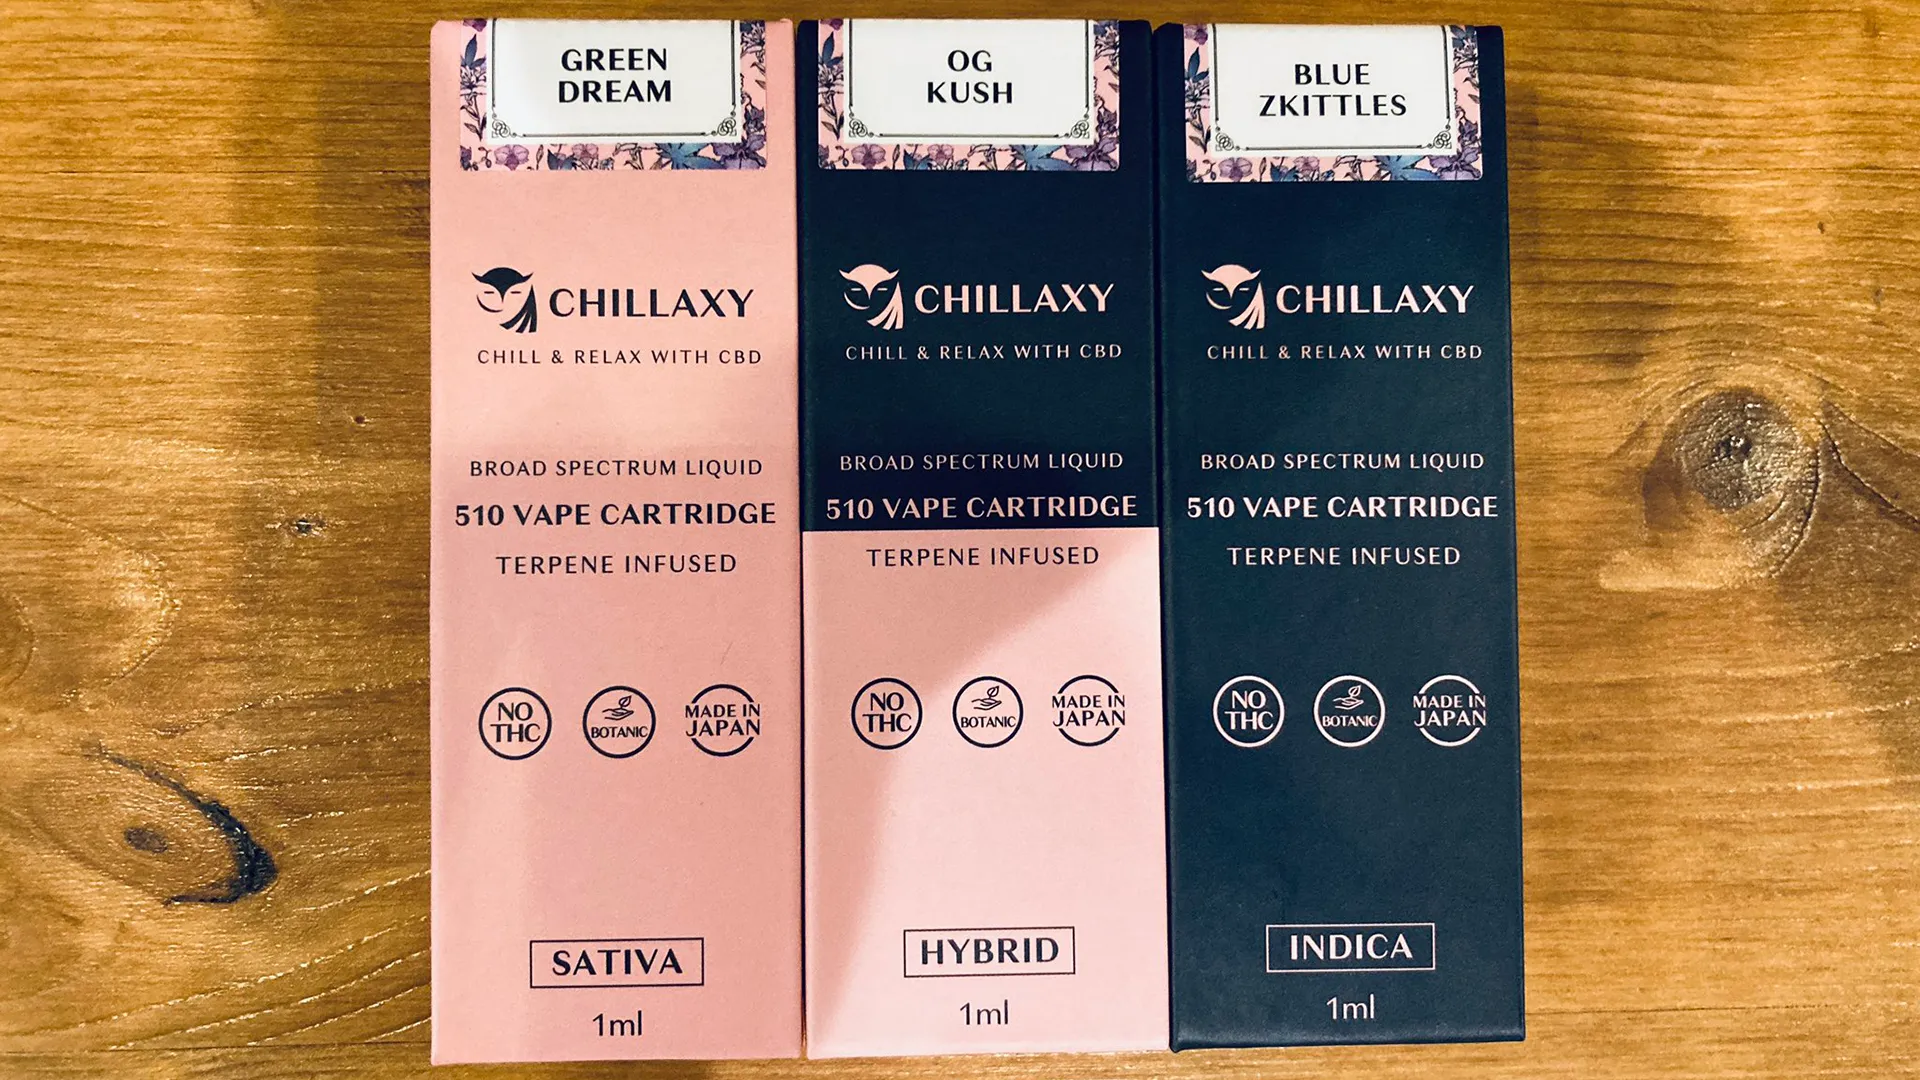 GREEN
DREAM
CHILLAXY
CHILL & RELAX WITH CBD
BROAD SPECTRUM LIQUID
510 VAPE CARTRIDGE
TERPENE INFUSED
NO
THC
BOTANIC
MADE IN
JAPAN
SATIVA
1ml
OG
KUSH
CHILLAXY
CHILL & RELAX WITH CBD
BROAD SPECTRUM LIQUID
510 VAPE CARTRIDGE
TERPENE INFUSED
NO
THC
BOTANIC
MADE IN
JAPAN
HYBRID
1ml
BLUE
ZKITTLES
CHILLAXY
CHILL & RELAX WITH CBD
BROAD SPECTRUM LIQUID
510 VAPE CARTRIDGE
TERPENE INFUSED
NO
THC
BOTANIC
MADE IN
JAPAN
INDICA
1ml